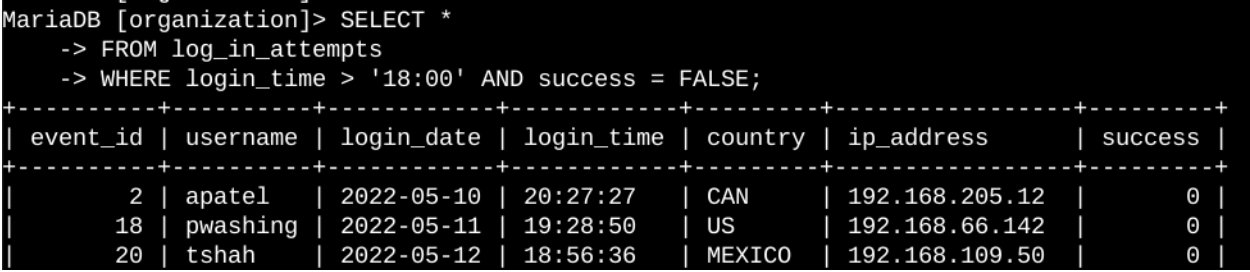 MariaDB [organization]> SELECT *
    -> FROM log_in_attempts
    -> WHERE login_time > '18:00' AND success = FALSE;
+----------+----------+------------+------------+---------+-----------------+---------+
| event_id | username | login_date | login_time | country | ip_address      | success |
+----------+----------+------------+------------+---------+-----------------+---------+
|        2 | apatel   | 2022-05-10 | 20:27:27   | CAN     | 192.168.205.12  |       0 |
|       18 | pwashing | 2022-05-11 | 19:28:50   | US      | 192.168.66.142  |       0 |
|       20 | tshah    | 2022-05-12 | 18:56:36   | MEXICO  | 192.168.109.50  |       0 |